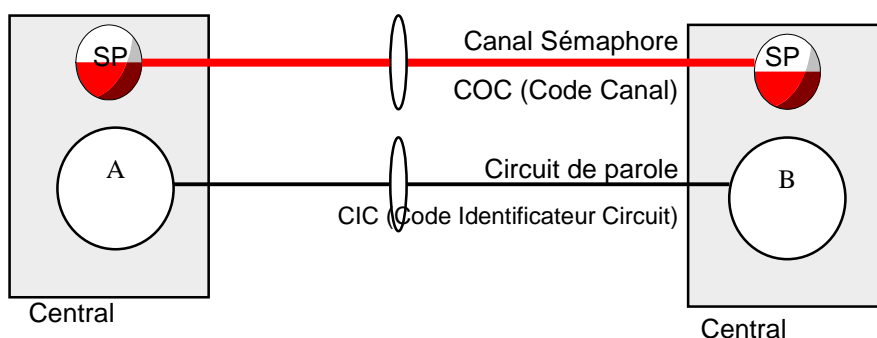 SP
Canal Sémaphore
SP
COC (Code Canal)
A
Circuit de parole
B
CIC (Code Identificateur Circuit)
Central
Central